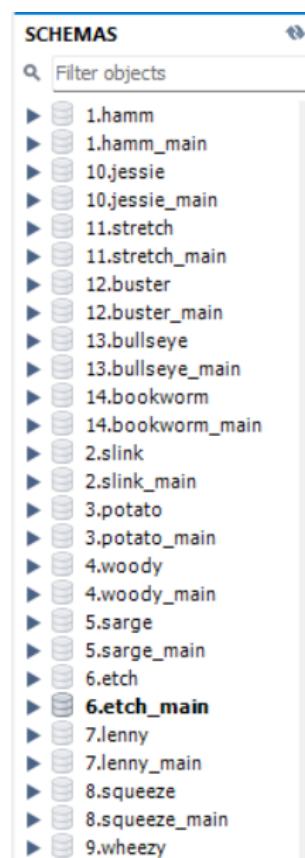 SCHEMAS
Filter objects
1.hamm
1.hamm_main
10.jessie
10.jessie_main
11.stretch
11.stretch_main
12.buster
12.buster_main
13.bullseye
13.bullseye_main
14.bookworm
14.bookworm_main
2.slink
2.slink_main
3.potato
3.potato_main
4.woody
4.woody_main
5.sarge
5.sarge_main
6.etch
6.etch_main
7.lenny
7.lenny_main
8.squeeze
8.squeeze_main
9.wheezy